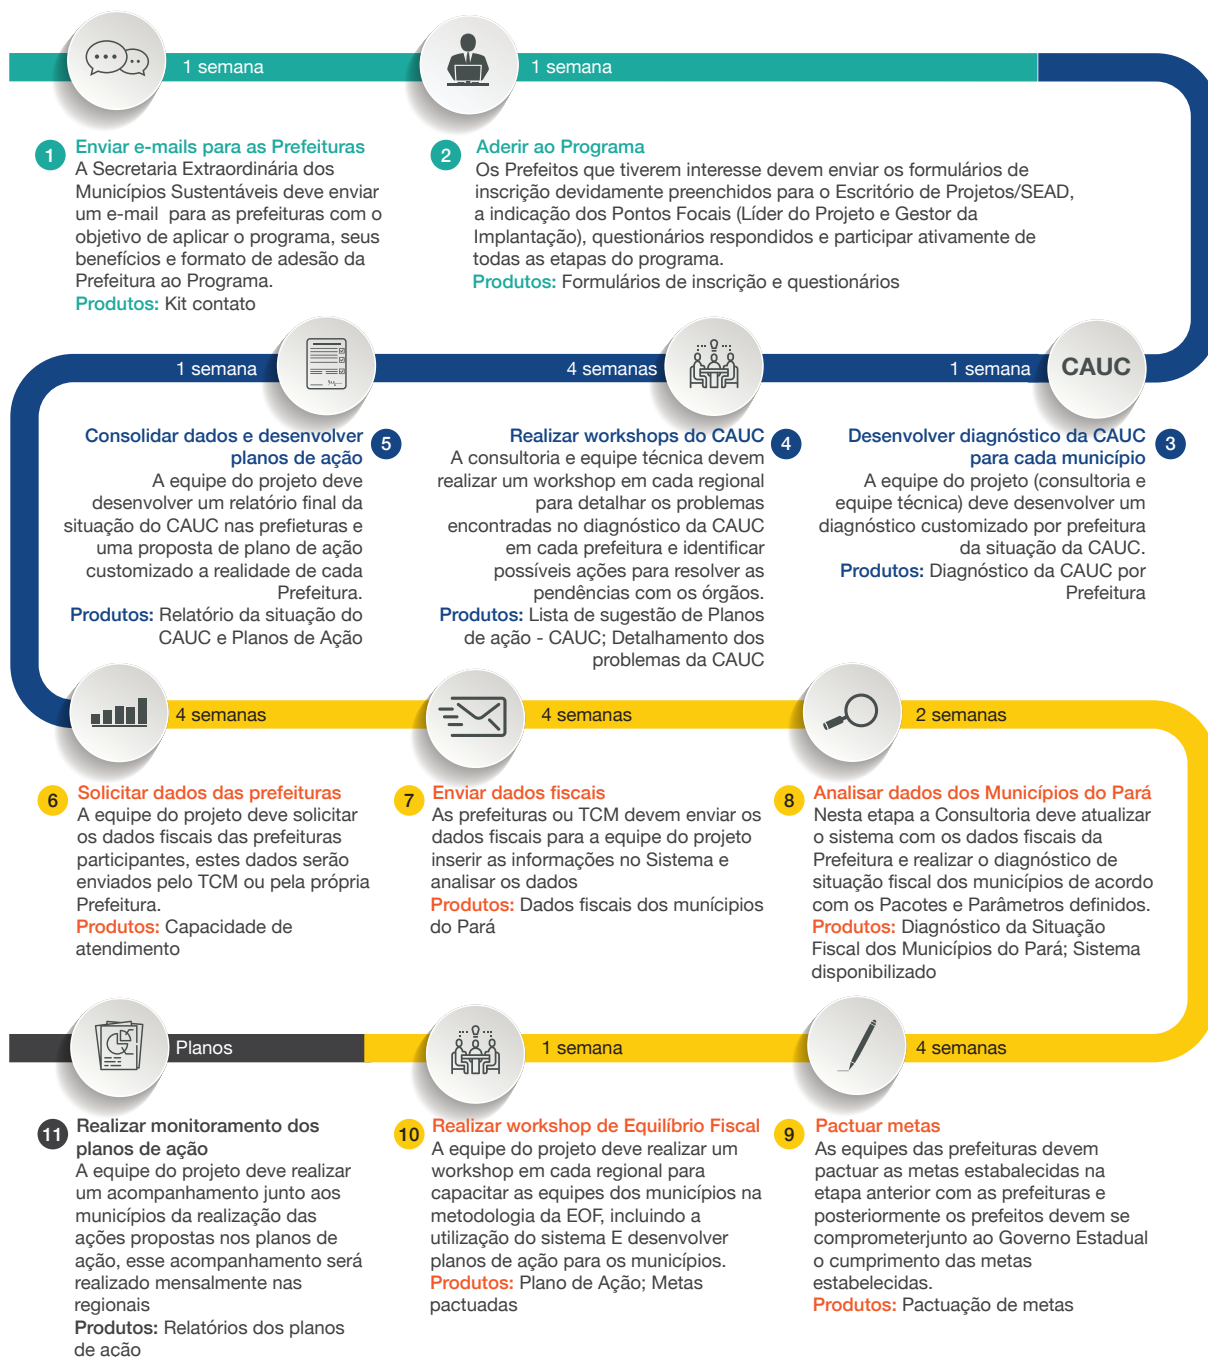 1 semana
1 semana
1
Enviar e-mails para as Prefeituras
A Secretaria Extraordinária dos
Municípios Sustentáveis deve enviar
um e-mail  para as prefeituras com o
objetivo de aplicar o programa, seus
benefícios e formato de adesão da
Prefeitura ao Programa.
Produtos: Kit contato
2
Aderir ao Programa
Os Prefeitos que tiverem interesse devem enviar os formulários de
inscrição devidamente preenchidos para o Escritório de Projetos/SEAD,
a indicação dos Pontos Focais (Líder do Projeto e Gestor da
Implantação), questionários respondidos e participar ativamente de
todas as etapas do programa.
Produtos: Formulários de inscrição e questionários
CAUC
1 semana
4 semanas
1 semana
3
Desenvolver diagnóstico da CAUC
para cada município
A equipe do projeto (consultoria e
equipe técnica) deve desenvolver um
diagnóstico customizado por prefeitura
da situação da CAUC.
Produtos: Diagnóstico da CAUC por
Prefeitura
4
Realizar workshops do CAUC
A consultoria e equipe técnica devem
realizar um workshop em cada regional
para detalhar os problemas
encontradas no diagnóstico da CAUC
em cada prefeitura e identificar
possíveis ações para resolver as
pendências com os órgãos.
Produtos: Lista de sugestão de Planos
de ação - CAUC; Detalhamento dos
problemas da CAUC
5
Consolidar dados e desenvolver
planos de ação
A equipe do projeto deve
desenvolver um relatório final da
situação do CAUC nas prefieturas e
uma proposta de plano de ação
customizado a realidade de cada
Prefeitura.
Produtos: Relatório da situação do
CAUC e Planos de Ação
4 semanas
4 semanas
2 semanas
6
Solicitar dados das prefeituras
A equipe do projeto deve solicitar
os dados fiscais das prefeituras
participantes, estes dados serão
enviados pelo TCM ou pela própria
Prefeitura.
Produtos: Capacidade de
atendimento
7
Enviar dados fiscais
As prefeituras ou TCM devem enviar os
dados fiscais para a equipe do projeto
inserir as informações no Sistema e
analisar os dados
Produtos: Dados fiscais dos munícipios
do Pará
8
Analisar dados dos Municípios do Pará
Nesta etapa a Consultoria deve atualizar
o sistema com os dados fiscais da
Prefeitura e realizar o diagnóstico de
situação fiscal dos municípios de acordo
com os Pacotes e Parâmetros definidos.
Produtos: Diagnóstico da Situação
Fiscal dos Municípios do Pará; Sistema
disponibilizado
4 semanas
1 semana
Planos
9
Pactuar metas
As equipes das prefeituras devem
pactuar as metas estabalecidas na
etapa anterior com as prefeituras e
posteriormente os prefeitos devem se
comprometerjunto ao Governo Estadual
o cumprimento das metas
estabelecidas.
Produtos: Pactuação de metas
10
Realizar workshop de Equilíbrio Fiscal
A equipe do projeto deve realizar um
workshop em cada regional para
capacitar as equipes dos municípios na
metodologia da EOF, incluindo a
utilização do sistema E desenvolver
planos de ação para os municípios.
Produtos: Plano de Ação; Metas
pactuadas
11
Realizar monitoramento dos
planos de ação
A equipe do projeto deve realizar
um acompanhamento junto aos
municípios da realização das
ações propostas nos planos de
ação, esse acompanhamento será
realizado mensalmente nas
regionais
Produtos: Relatórios dos planos
de ação